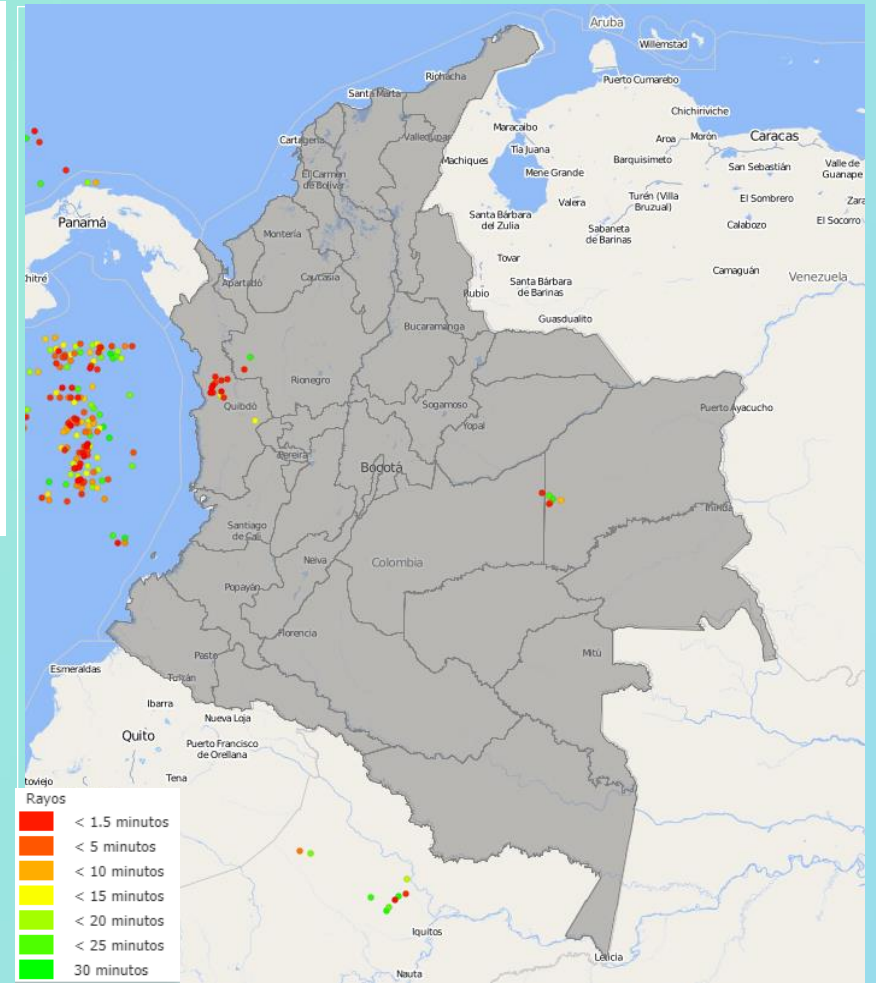 Aruba
Willemstad
Riohacha
Puerto Cumarebo
Santa Marta
Chichiriviche
Cartagena
Valledupar
Maracaibo
Aroa
Morón
Caracas
Tia Juana
Machiques
Mene Grande
Barquisimeto
San Sebastián
Valle de
Guanape
El Carmen
de Bolívar
Valera
Turén (Villa
Bruzual)
El Sombrero
Zara
Panamá
Santa Bárbara
del Zulia
Sabaneta
de Barinas
Calabozo
El Socorro
Montería
Tovar
Camaguán
Venezuela
hitré
Apartadó
Caucasia
Rubio
Santa Bárbara
de Barinas
Guasdualito
Bucaramanga
Rionegro
Quibdó
Sogamoso
Puerto Ayacucho
Yopal
Pereira
Bogotá
Inírida
Santiago
de Cali
Neiva
Colombia
Popayán
Florencia
Mitú
Pasto
Esmeraldas
Tulcán
Ibarra
Nueva Loja
Quito
Puerto Francisco
de Orellana
toviejo
Tena
Rayos
< 1.5 minutos
< 5 minutos
< 10 minutos
< 15 minutos
< 20 minutos
< 25 minutos
30 minutos
Iquitos
Leticia
Nauta